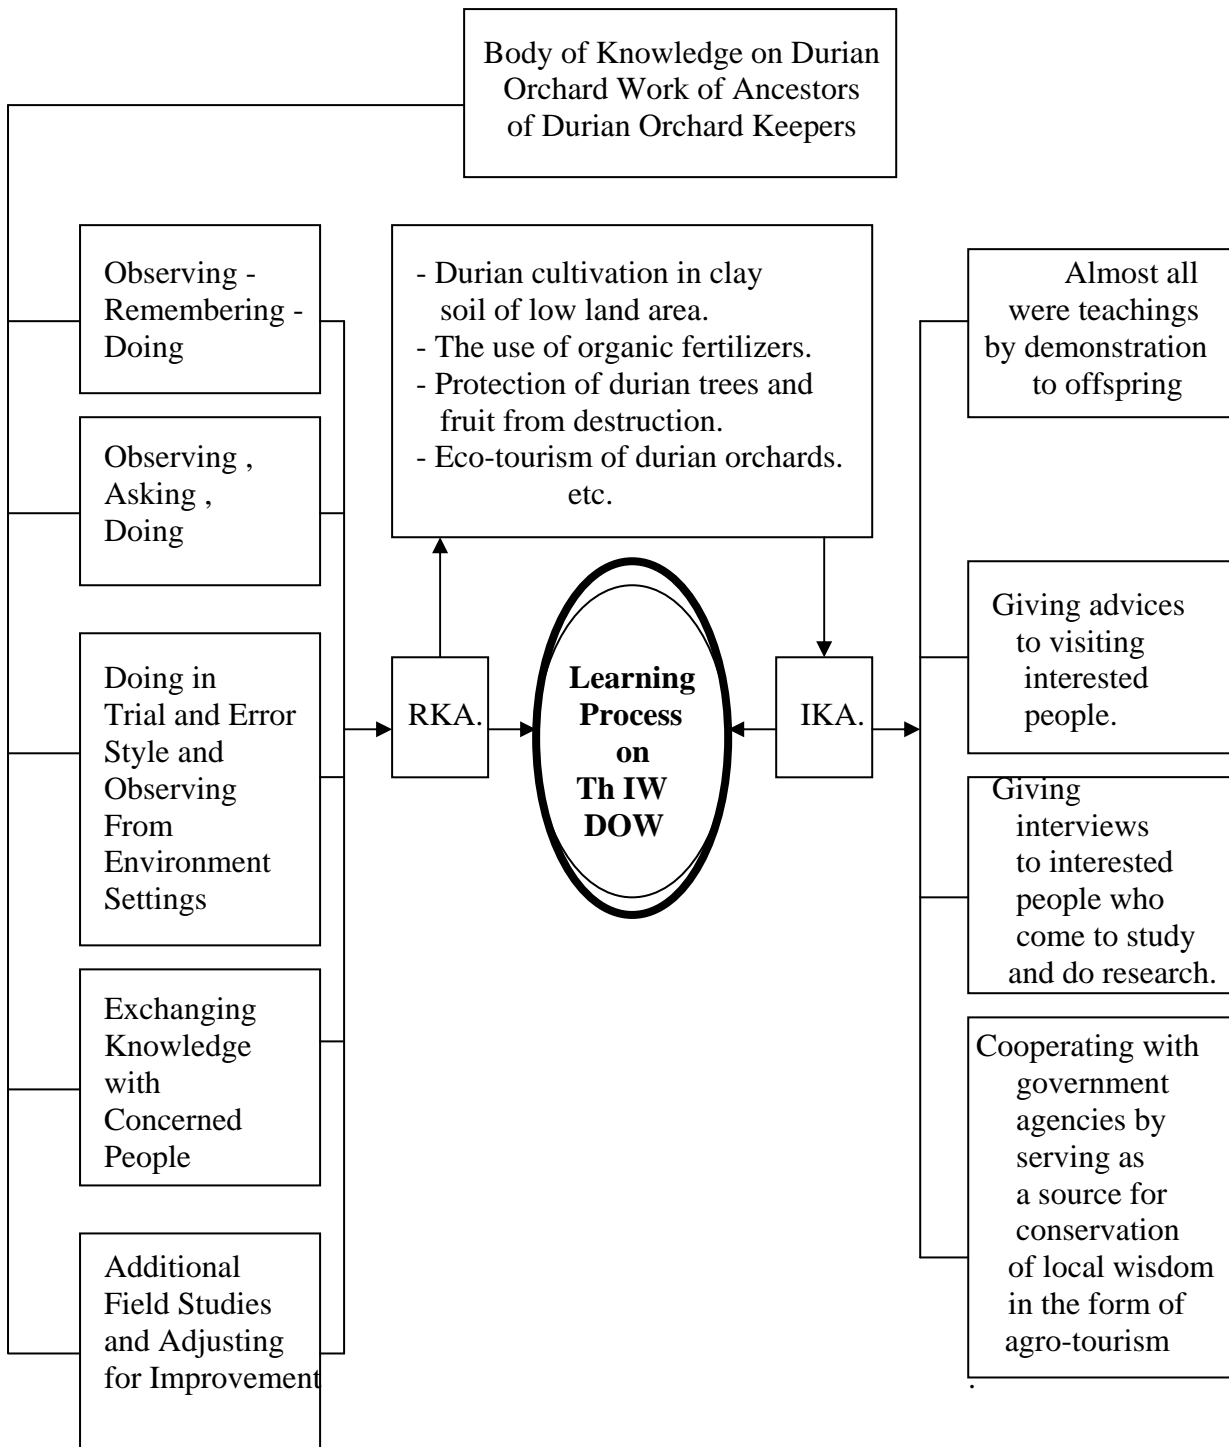 Body of Knowledge on Durian
Orchard Work of Ancestors
of Durian Orchard Keepers
Observing -
Remembering -
Doing
Observing ,
Asking ,
Doing
Doing in
Trial and Error
Style and
Observing
From
Environment
Settings
Exchanging
Knowledge
with
Concerned
People
Additional
Field Studies
and Adjusting
for Improvement
- Durian cultivation in clay
soil of low land area.
- The use of organic fertilizers.
- Protection of durian trees and
fruit from destruction.
- Eco-tourism of durian orchards.
etc.
RKA.
Learning
Process
on
Th IW
DOW
IKA.
Almost all
were teachings
by demonstration
to offspring
Giving advices
to visiting
interested
people.
Giving
interviews
to interested
people who
come to study
and do research.
Cooperating with
government
agencies by
serving as
a source for
conservation
of local wisdom
in the form of
agro-tourism
.